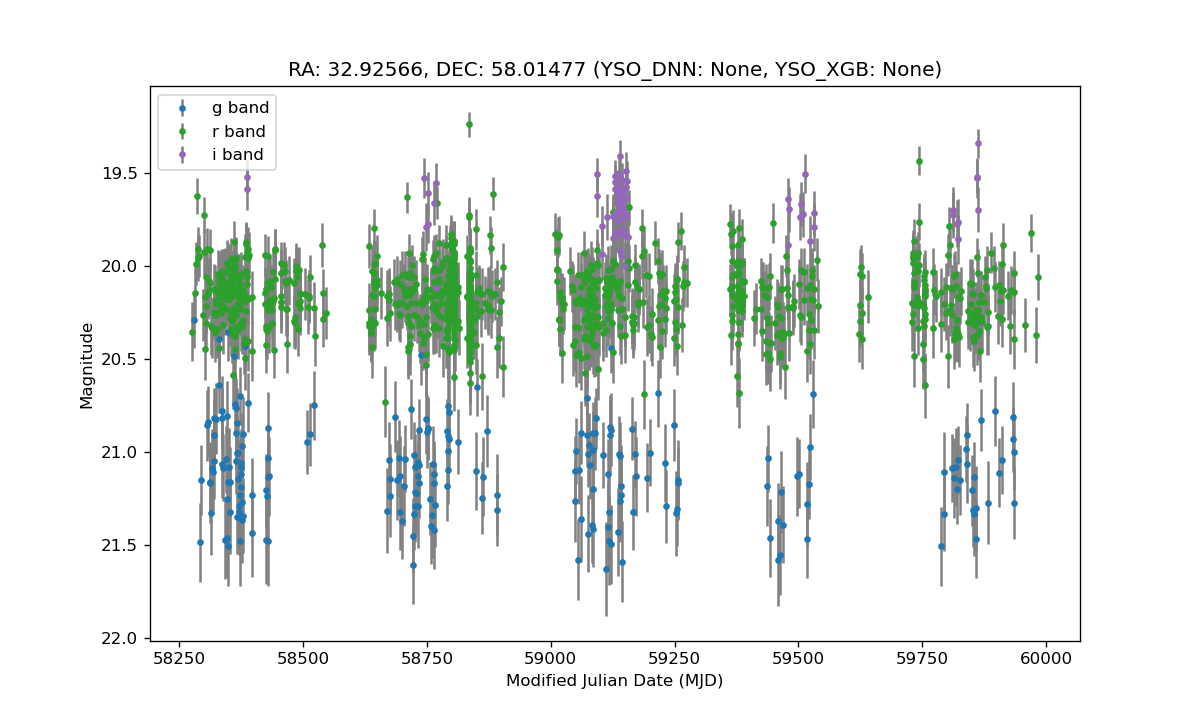 RA: 32.92566, DEC: 58.01477 (YSO_DNN: None, YSO_XGB: None)
g band
r band
i band
19.5
20.0
20.5
21.0
21.5
22.0
Magnitude
58250 58500 58750 59000 59250 59500 59750 60000
Modified Julian Date (MJD)